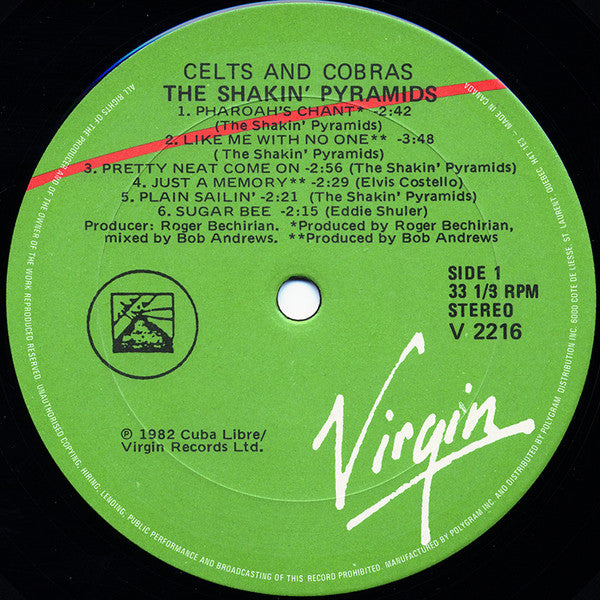 CELTS AND COBRAS
THE SHAKIN' PYRAMIDS
1. PHAROAH'S CHANT* -2:42
(The Shakin' Pyramids)
2. LIKE ME WITH NO ONE** -3:48
(The Shakin' Pyramids)
3. PRETTY NEAT COME ON -2:56 (The Shakin' Pyramids)
4. JUST A MEMORY** -2:29 (Elvis Costello)
5. PLAIN SAILIN' -2:21 (The Shakin' Pyramids)
6. SUGAR BEE -2:15 (Eddie Shuler)
Producer: Roger Bechirian, *Produced by Roger Bechirian,
mixed by Bob Andrews. **Produced by Bob Andrews
SIDE 1
33 1/3 RPM
STEREO
V 2216
℗ 1982 Cuba Libre/
Virgin Records Ltd.
Virgin
ALL RIGHTS OF THE PRODUCER AND OF THE OWNER OF THE WORK REPRODUCED RESERVED. UNAUTHORISED COPYING, HIRING, LENDING, PUBLIC PERFORMANCE AND BROADCASTING OF THIS RECORD PROHIBITED. MANUFACTURED BY POLYGRAM INC. AND DISTRIBUTED BY POLYGRAM DISTRIBUTION INC. 6000 COTE DE LIESSE, ST. LAURENT, QUEBEC, H4T 1E3 MADE IN CANADA.